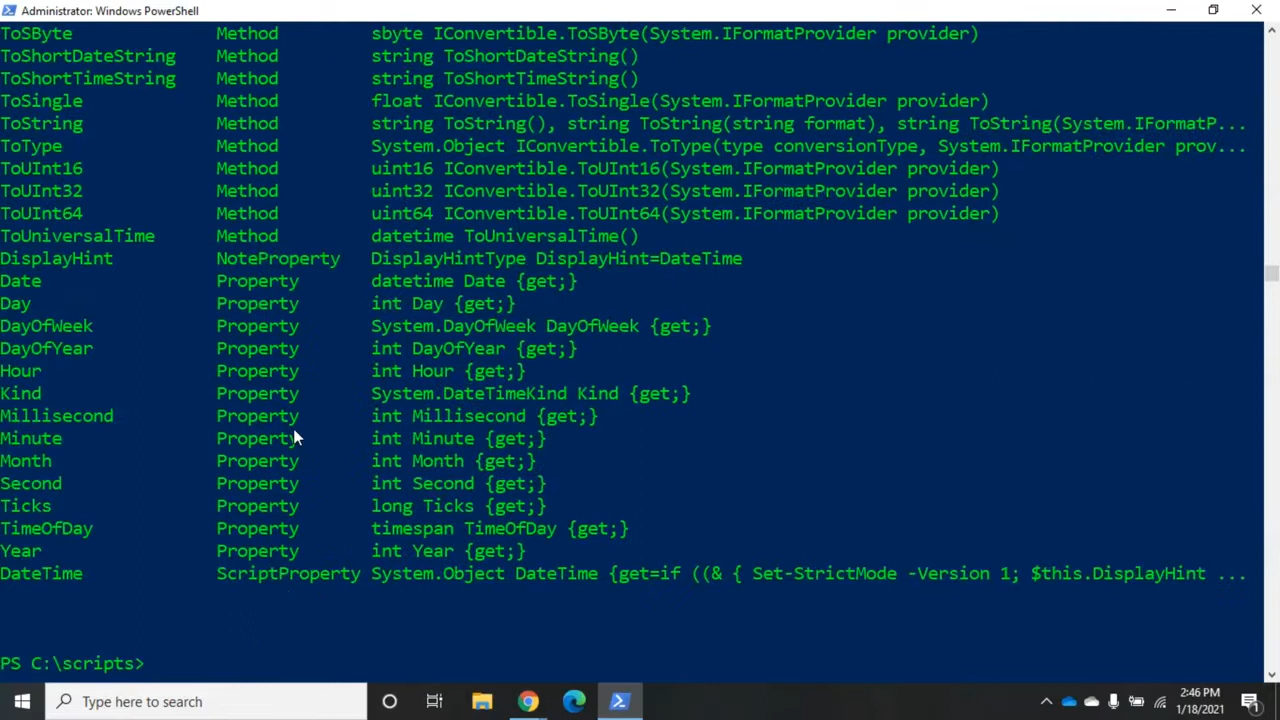 Administrator: Windows PowerShell
ToSByte Method sbyte IConvertible.ToSByte(System.IFormatProvider provider)
ToShortDateString Method string ToShortDateString()
ToShortTimeString Method string ToShortTimeString()
ToSingle Method float IConvertible.ToSingle(System.IFormatProvider provider)
ToString Method string ToString(), string ToString(string format), string ToString(System.IFormatP...
ToType Method System.Object IConvertible.ToType(type conversionType, System.IFormatProvider prov...
ToUInt16 Method uint16 IConvertible.ToUInt16(System.IFormatProvider provider)
ToUInt32 Method uint32 IConvertible.ToUInt32(System.IFormatProvider provider)
ToUInt64 Method uint64 IConvertible.ToUInt64(System.IFormatProvider provider)
ToUniversalTime Method datetime ToUniversalTime()
DisplayHint NoteProperty DisplayHintType DisplayHint=DateTime
Date Property datetime Date {get;}
Day Property int Day {get;}
DayOfWeek Property System.DayOfWeek DayOfWeek {get;}
DayOfYear Property int DayOfYear {get;}
Hour Property int Hour {get;}
Kind Property System.DateTimeKind Kind {get;}
Millisecond Property int Millisecond {get;}
Minute Property int Minute {get;}
Month Property int Month {get;}
Second Property int Second {get;}
Ticks Property long Ticks {get;}
TimeOfDay Property timespan TimeOfDay {get;}
Year Property int Year {get;}
DateTime ScriptProperty System.Object DateTime {get=if ((& { Set-StrictMode -Version 1; $this.DisplayHint ...
PS C:\scripts>
Type here to search
2:46 PM
1/18/2021
1